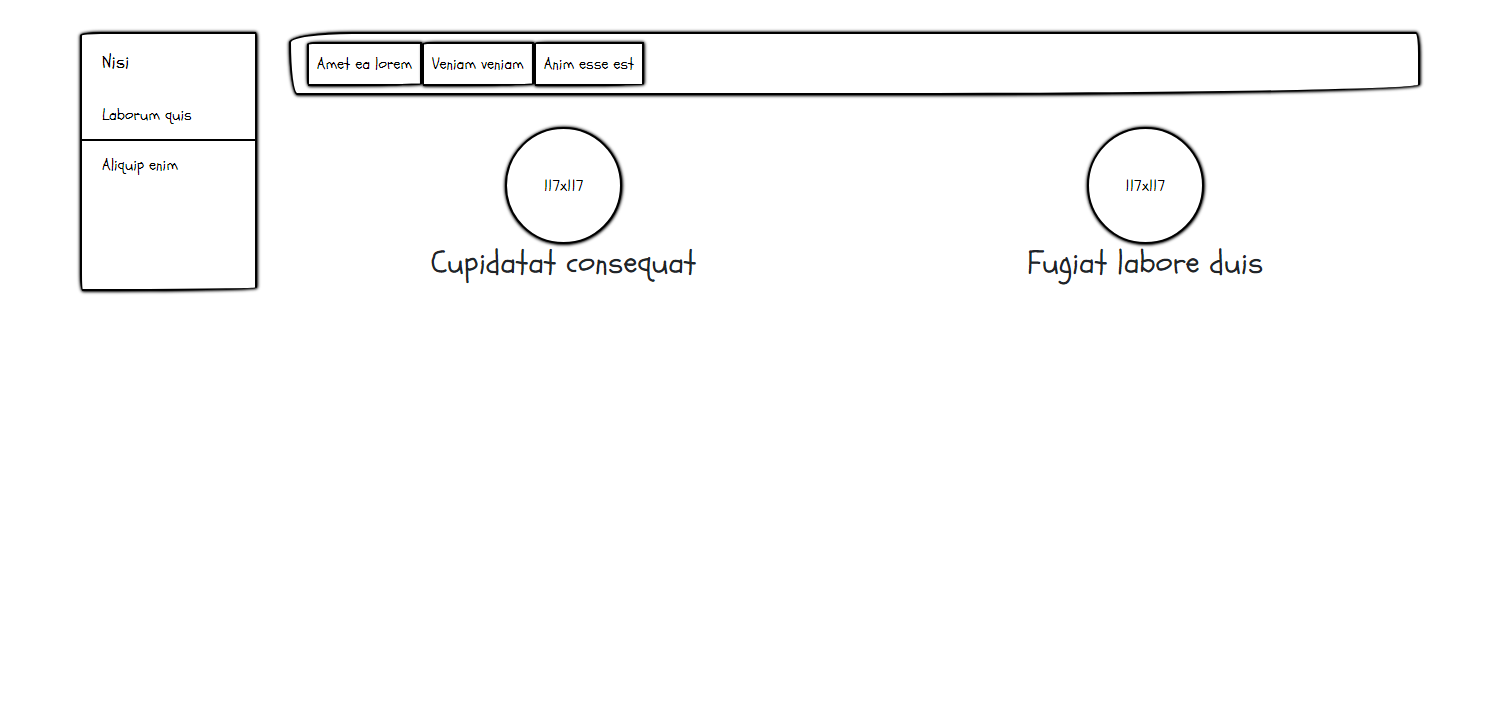 Nisi
Laborum quis
Aliquip enim
Amet ea lorem
Veniam veniam
Anim esse est
117x117
Cupidatat consequat
117x117
Fugiat labore duis